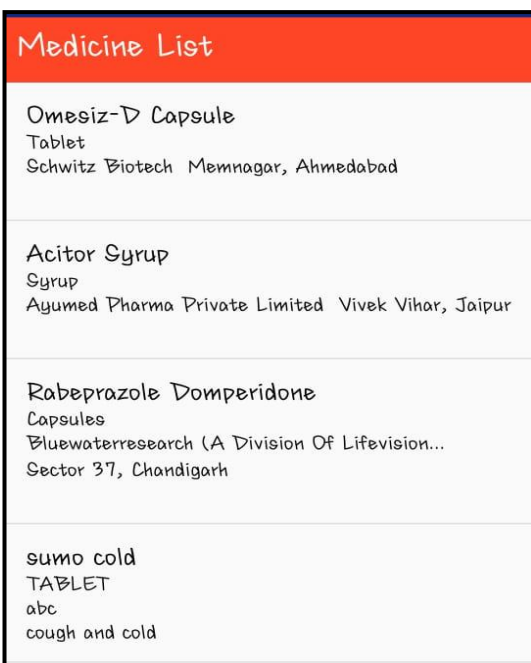 Medicine List
Omesiz-D Capsule
Tablet
Schwitz Biotech  Memnagar, Ahmedabad
Acitor Syrup
Syrup
Ayumed Pharma Private Limited  Vivek Vihar, Jaipur
Rabeprazole Domperidone
Capsules
Bluewaterresearch (A Division Of Lifevision...
Sector 37, Chandigarh
sumo cold
TABLET
abc
cough and cold